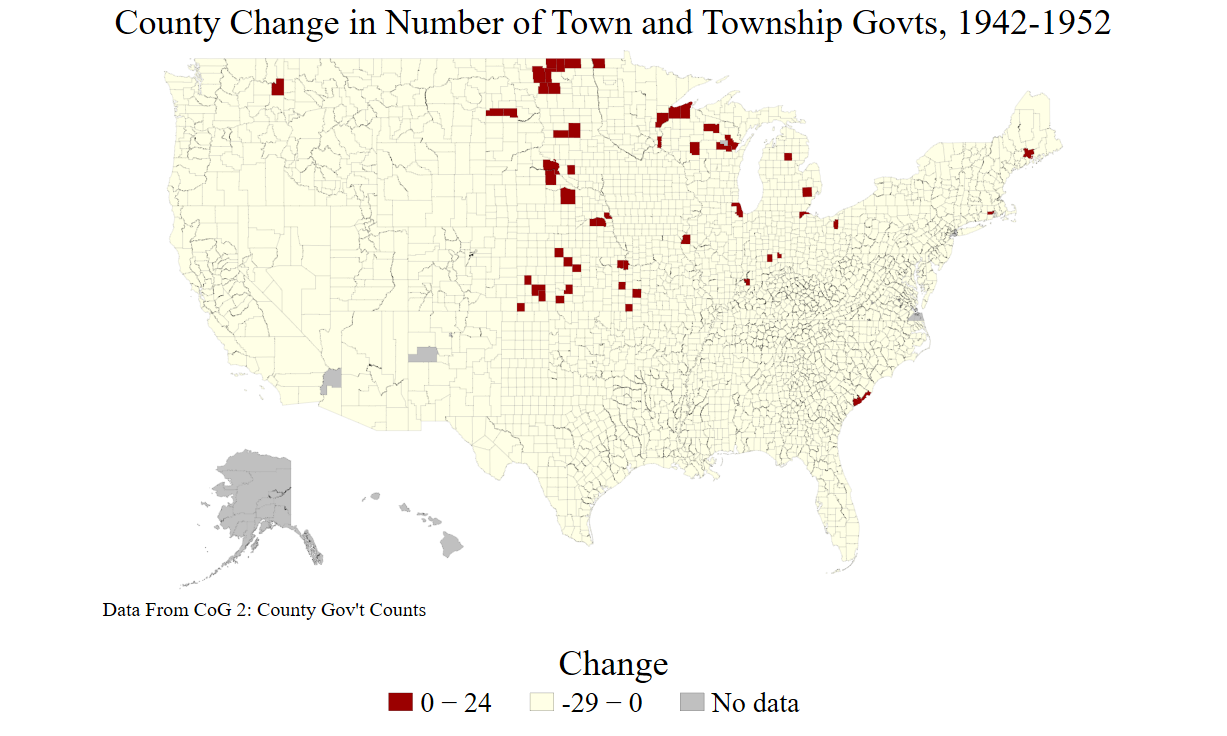 County Change in Number of Town and Township Govts, 1942-1952
Data From CoG 2: County Gov't Counts
Change
0 − 24 -29 − 0 No data